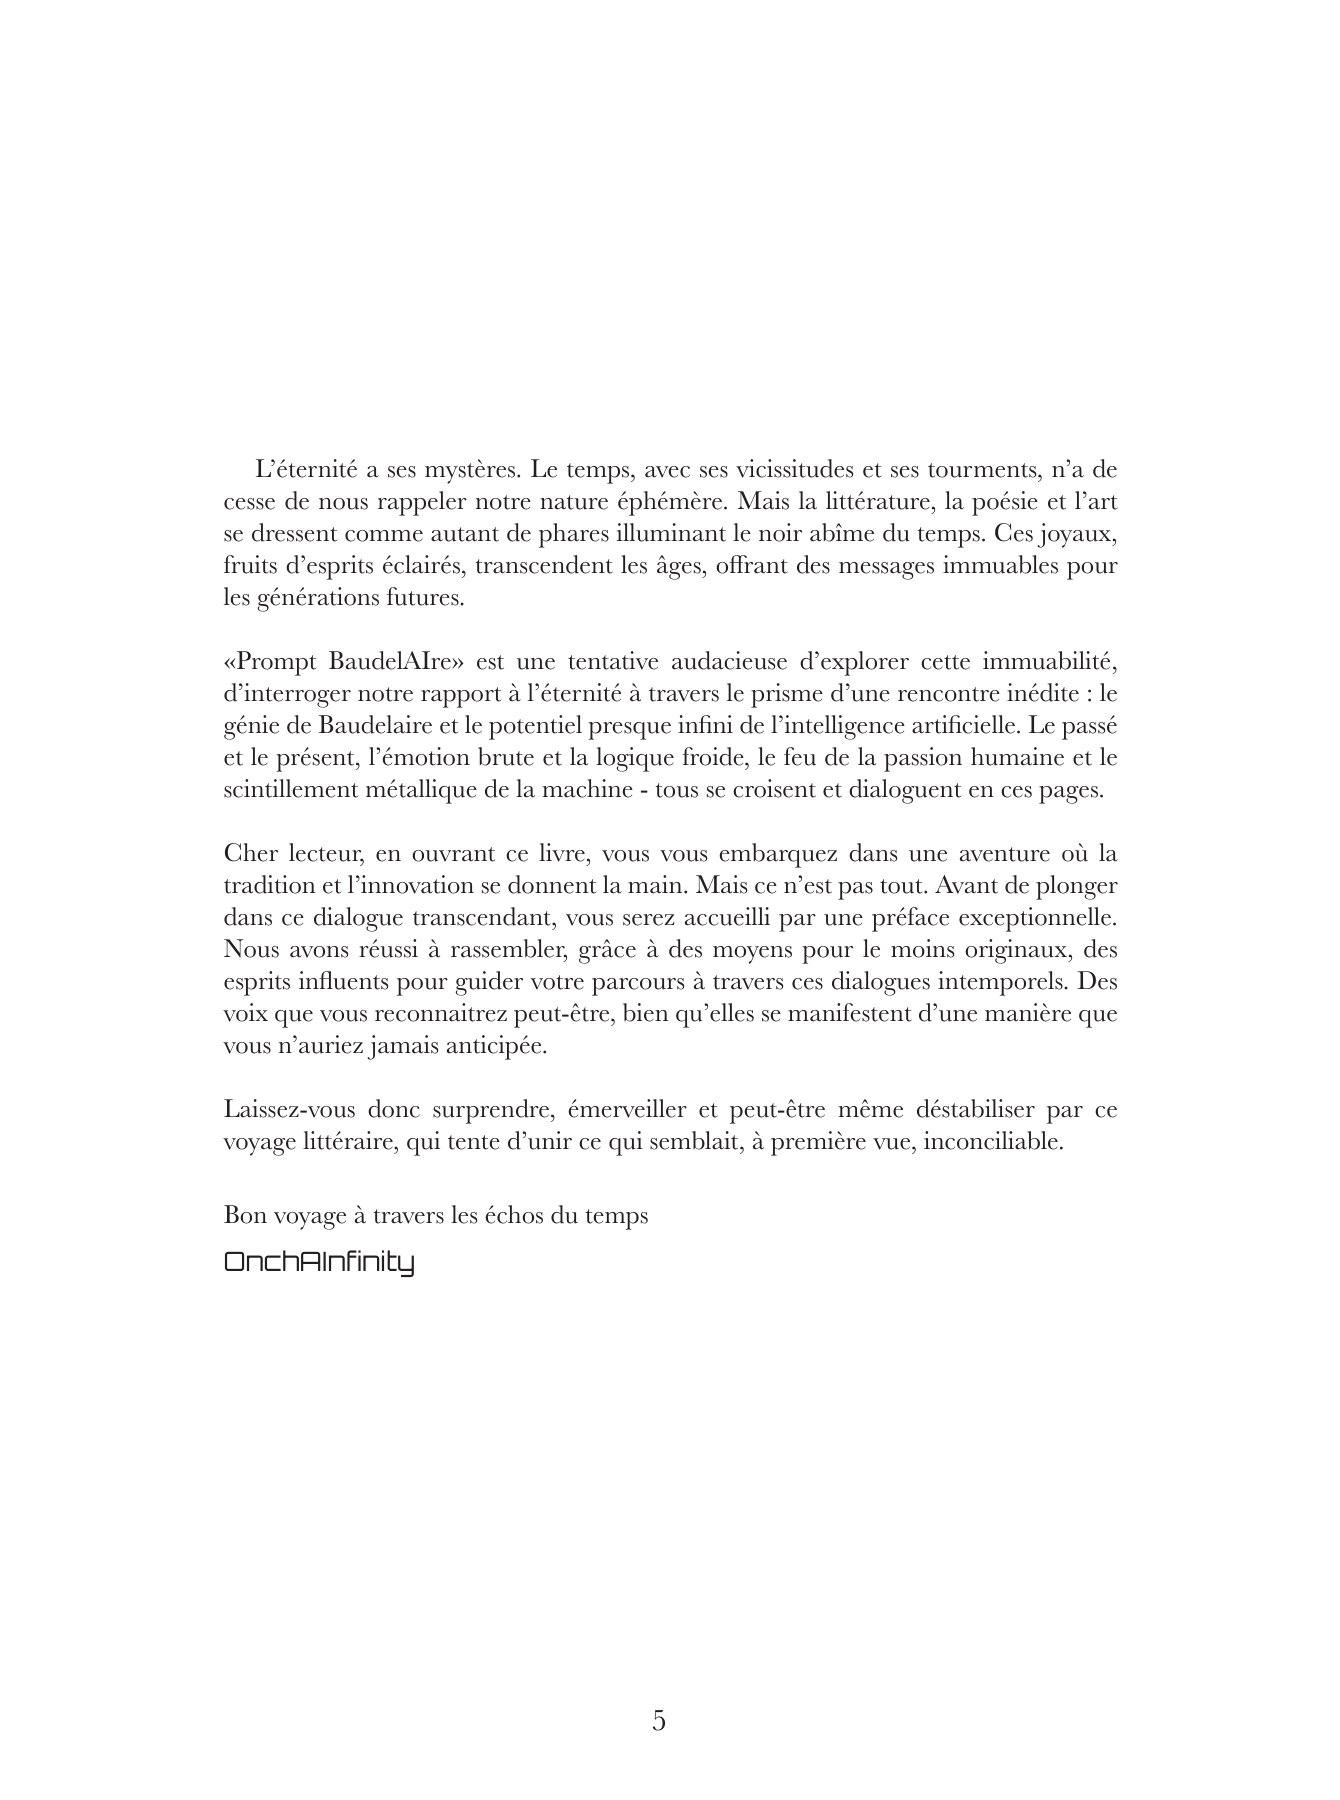 L’éternité a ses mystères. Le temps, avec ses vicissitudes et ses tourments, n’a de
cesse de nous rappeler notre nature éphémère. Mais la littérature, la poésie et l’art
se dressent comme autant de phares illuminant le noir abîme du temps. Ces joyaux,
fruits d’esprits éclairés, transcendent les âges, offrant des messages immuables pour
les générations futures.
«Prompt BaudelAIre» est une tentative audacieuse d’explorer cette immuabilité,
d’interroger notre rapport à l’éternité à travers le prisme d’une rencontre inédite : le
génie de Baudelaire et le potentiel presque infini de l’intelligence artificielle. Le passé
et le présent, l’émotion brute et la logique froide, le feu de la passion humaine et le
scintillement métallique de la machine - tous se croisent et dialoguent en ces pages.
Cher lecteur, en ouvrant ce livre, vous vous embarquez dans une aventure où la
tradition et l’innovation se donnent la main. Mais ce n’est pas tout. Avant de plonger
dans ce dialogue transcendant, vous serez accueilli par une préface exceptionnelle.
Nous avons réussi à rassembler, grâce à des moyens pour le moins originaux, des
esprits influents pour guider votre parcours à travers ces dialogues intemporels. Des
voix que vous reconnaitrez peut-être, bien qu’elles se manifestent d’une manière que
vous n’auriez jamais anticipée.
Laissez-vous donc surprendre, émerveiller et peut-être même déstabiliser par ce
voyage littéraire, qui tente d’unir ce qui semblait, à première vue, inconciliable.
Bon voyage à travers les échos du temps
OnchAInfinity
5